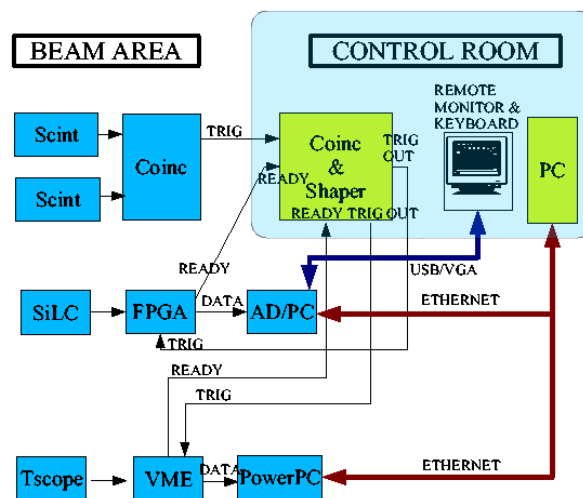 BEAM AREA
CONTROL ROOM
REMOTE
MONITOR &
KEYBOARD
Scint
TRIG
Coinc
Scint
Coinc
&
Shaper
TRIG
OUT
READY
READY TRIG OUT
PC
READY
USB/VGA
SiLC
FPGA
DATA
AD/PC
ETHERNET
TRIG
READY
TRIG
Tscope
VME
DATA
PowerPC
ETHERNET